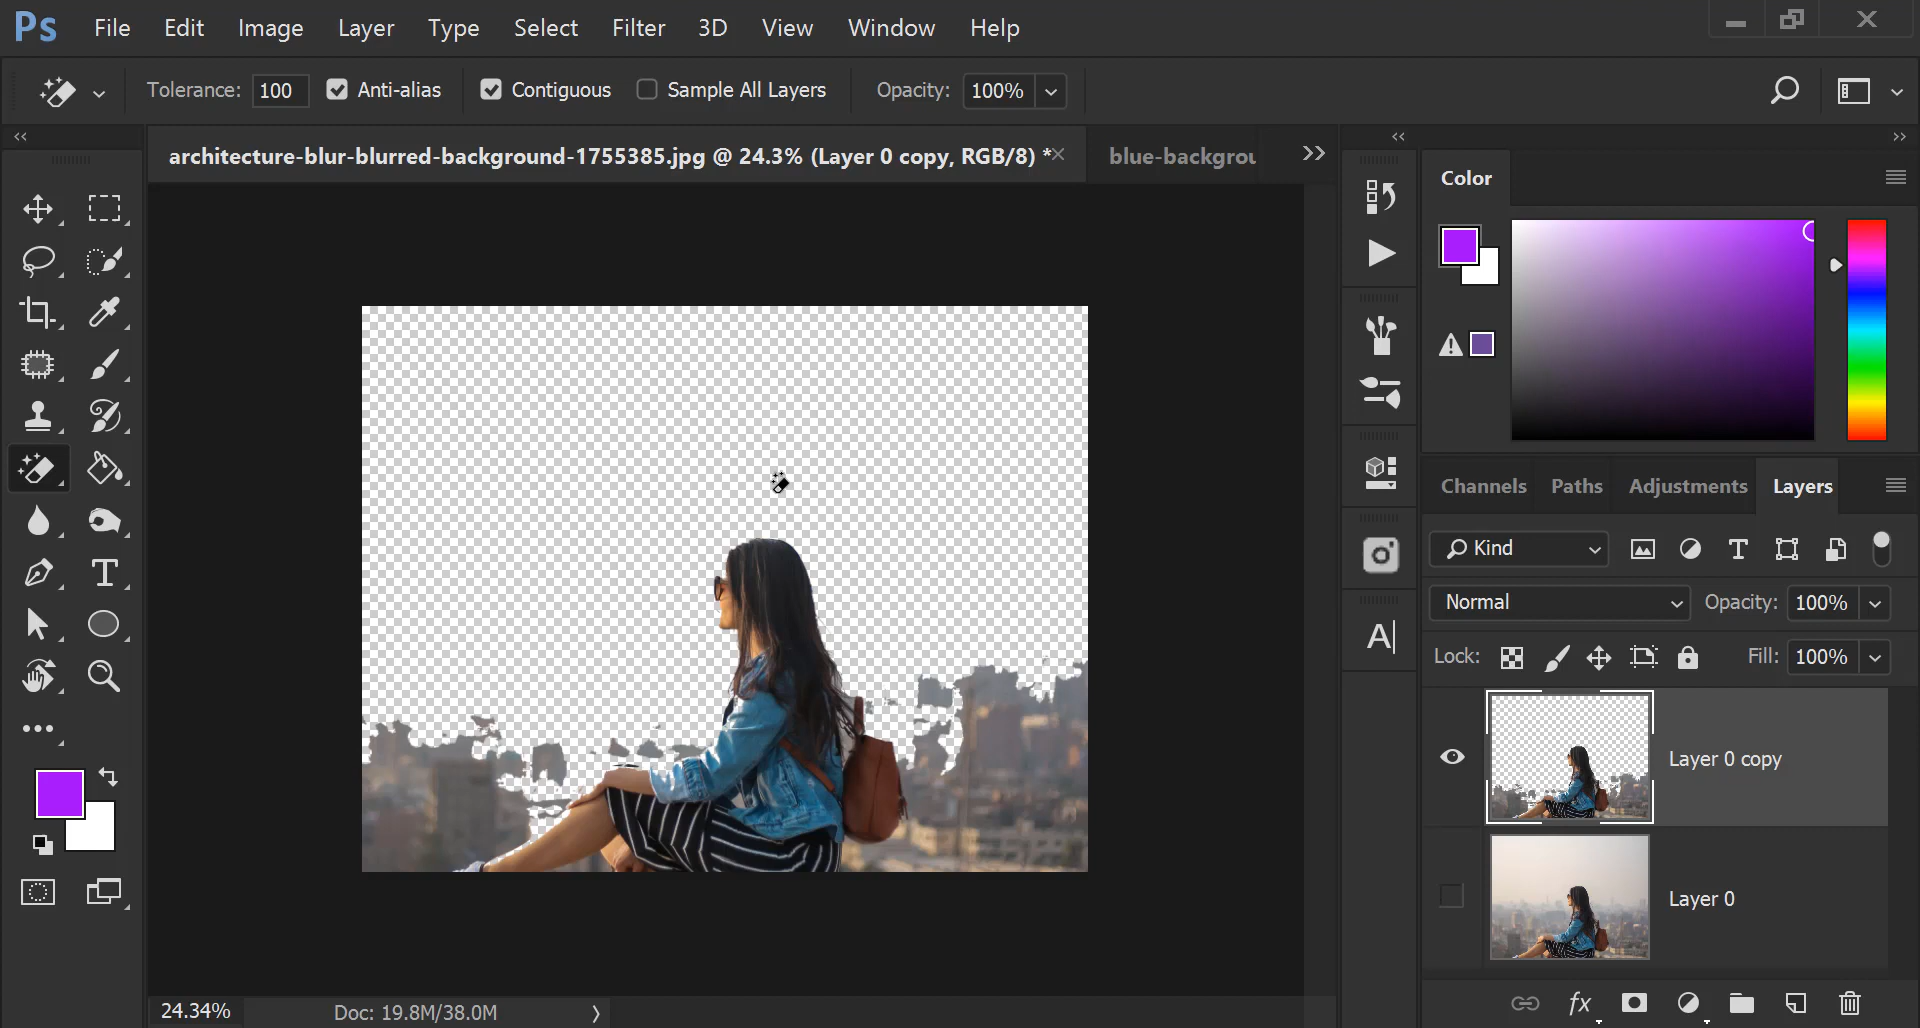 Ps File Edit Image Layer Type Select Filter 3D View Window Help
Tolerance: 100 Anti-alias Contiguous Sample All Layers Opacity: 100%
architecture-blur-blurred-background-1755385.jpg @ 24.3% (Layer 0 copy, RGB/8) * blue-backgrou
Color
Channels Paths Adjustments Layers
Kind
Normal Opacity: 100%
Lock: Fill: 100%
Layer 0 copy
Layer 0
24.34% Doc: 19.8M/38.0M
fx